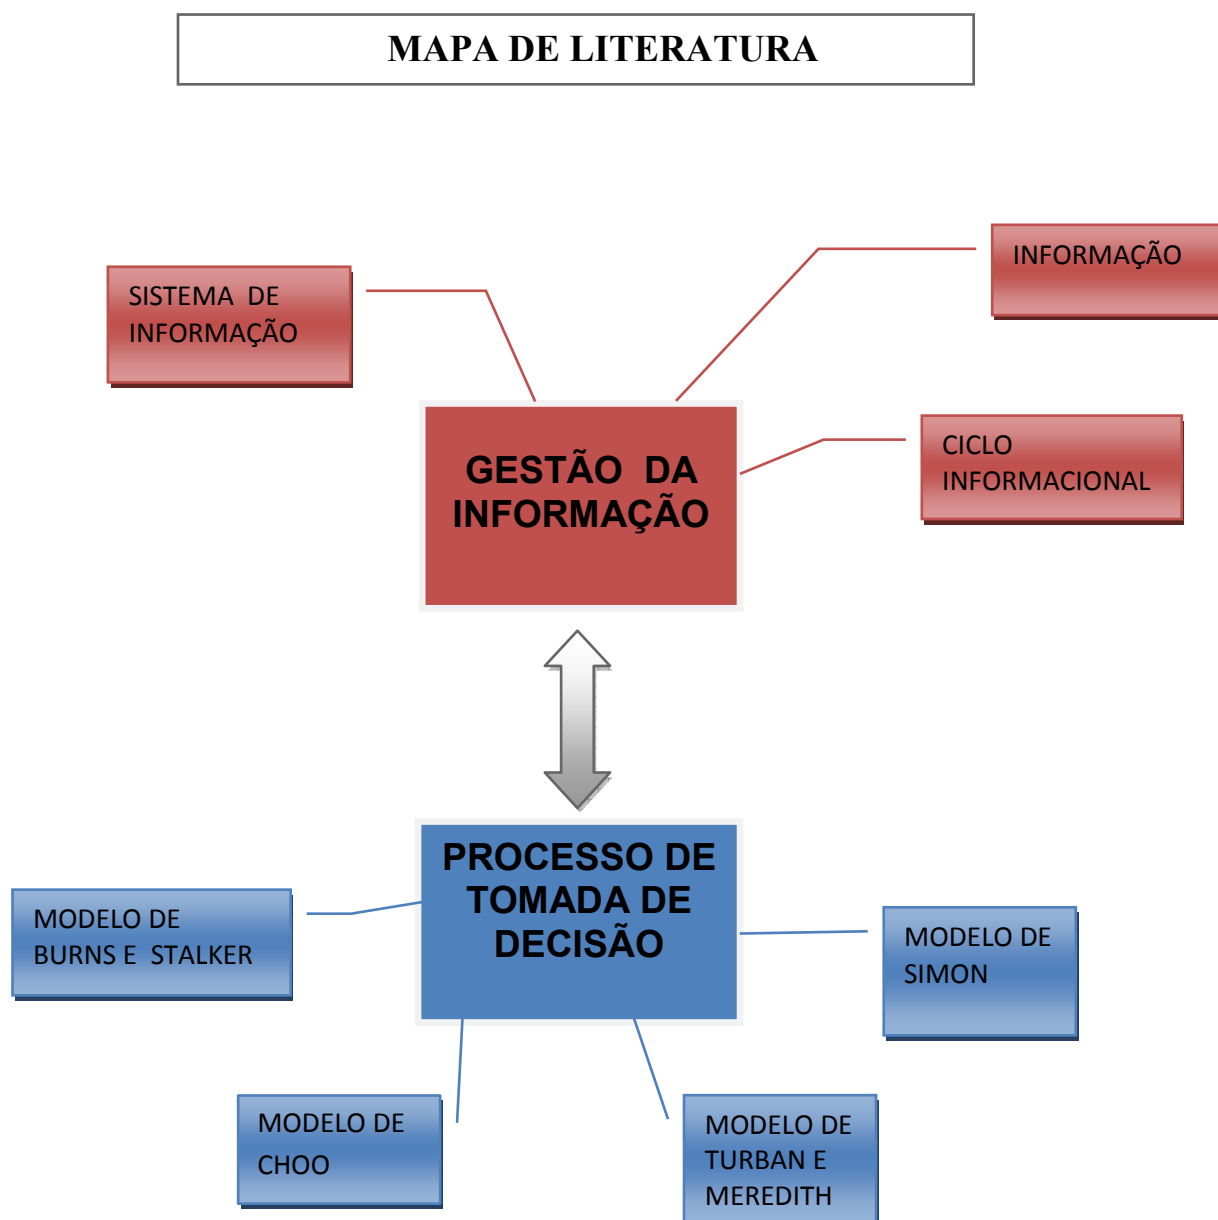 MAPA DE LITERATURA
INFORMAÇÃO
SISTEMA DE
INFORMAÇÃO
CICLO
INFORMACIONAL
GESTÃO DA
INFORMAÇÃO
PROCESSO DE
TOMADA DE
DECISÃO
MODELO DE
BURNS E STALKER
MODELO DE
SIMON
MODELO DE
CHOO
MODELO DE
TURBAN E
MEREDITH